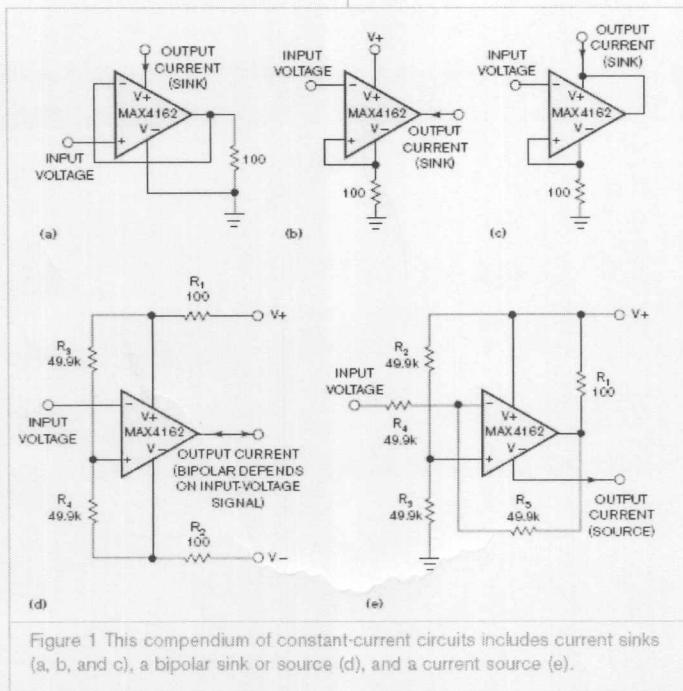 OUTPUT
CURRENT
(SINK)
V+
MAX4162
V−
−
+
INPUT
VOLTAGE
100
(a)
V+
INPUT
VOLTAGE
−
V+
MAX4162
V−
+
OUTPUT
CURRENT
(SINK)
100
(b)
OUTPUT
CURRENT
(SINK)
INPUT
VOLTAGE
−
V+
MAX4162
V−
+
100
(c)
R1
100
V+
R3
49.9k
INPUT
VOLTAGE
−
V+
MAX4162
V−
+
OUTPUT CURRENT
(BIPOLAR DEPENDS
ON INPUT-VOLTAGE
SIGNAL)
R4
49.9k
R2
100
V−
(d)
V+
R2
49.9k
R1
100
INPUT
VOLTAGE
R4
49.9k
−
V+
MAX4162
V−
+
R3
49.9k
R5
49.9k
OUTPUT
CURRENT
(SOURCE)
(e)
Figure 1 This compendium of constant-current circuits includes current sinks
(a, b, and c), a bipolar sink or source (d), and a current source (e).